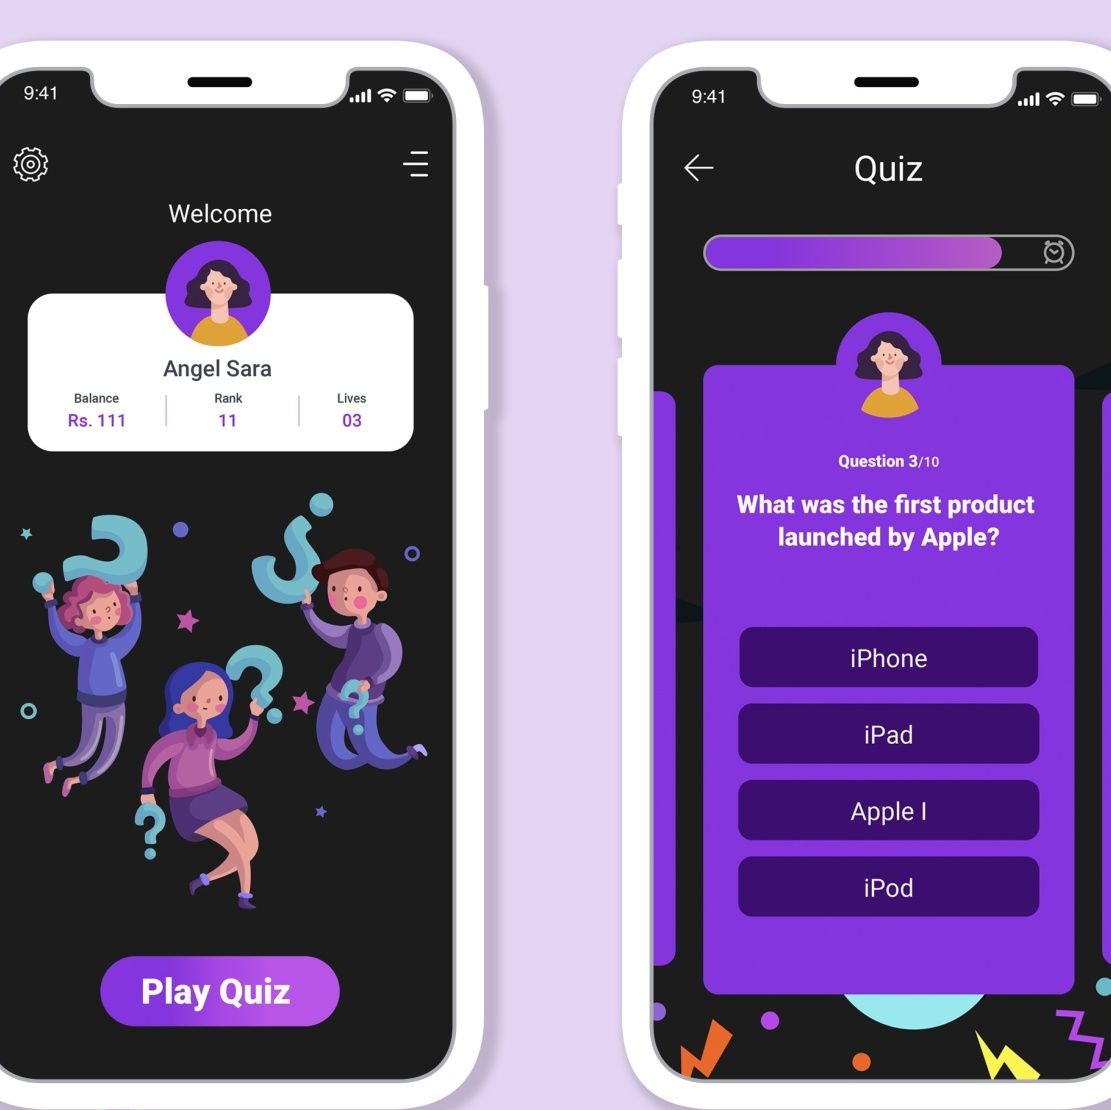 9:41
Welcome
Angel Sara
Balance Rank Lives
Rs. 111 11 03
Play Quiz
9:41
Quiz
Question 3/10
What was the first product
launched by Apple?
iPhone
iPad
Apple I
iPod